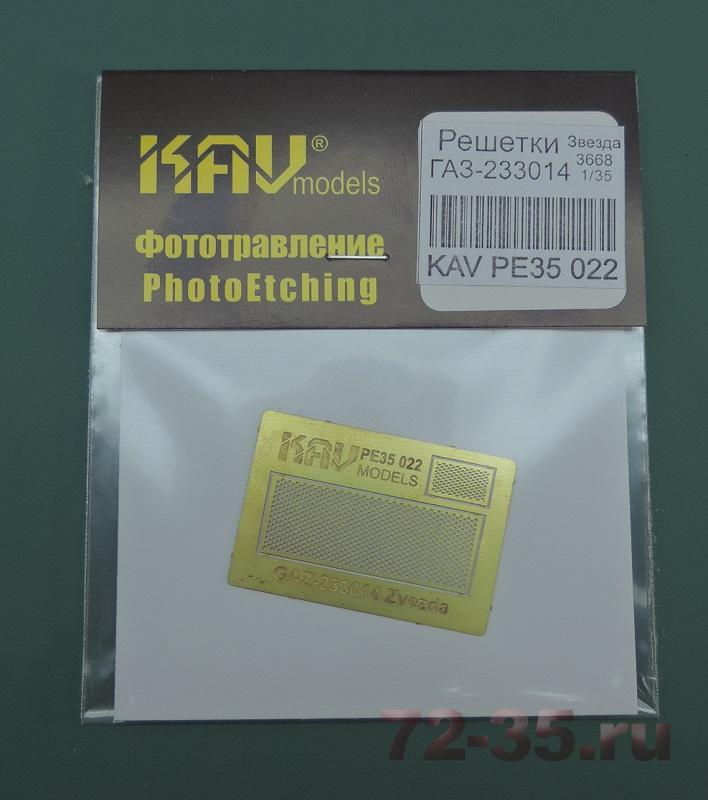 KAV® models
Фототравление
PhotoEtching
Решетки Звезда
ГАЗ-233014 3668
1/35
KAV PE35 022
KAV PE35 022
MODELS
GAZ-233014 Zvezda
72-35.ru